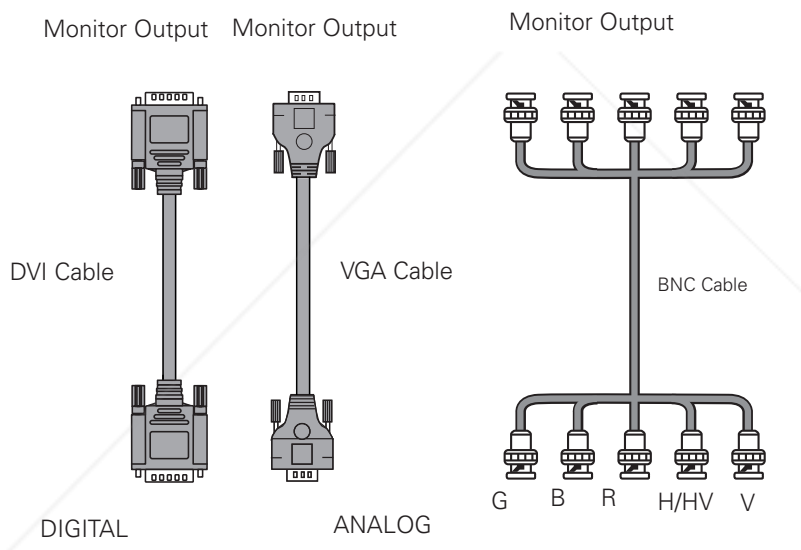 Monitor Output
Monitor Output
Monitor Output
DVI Cable
VGA Cable
BNC Cable
G
B
R
H/HV
V
DIGITAL
ANALOG